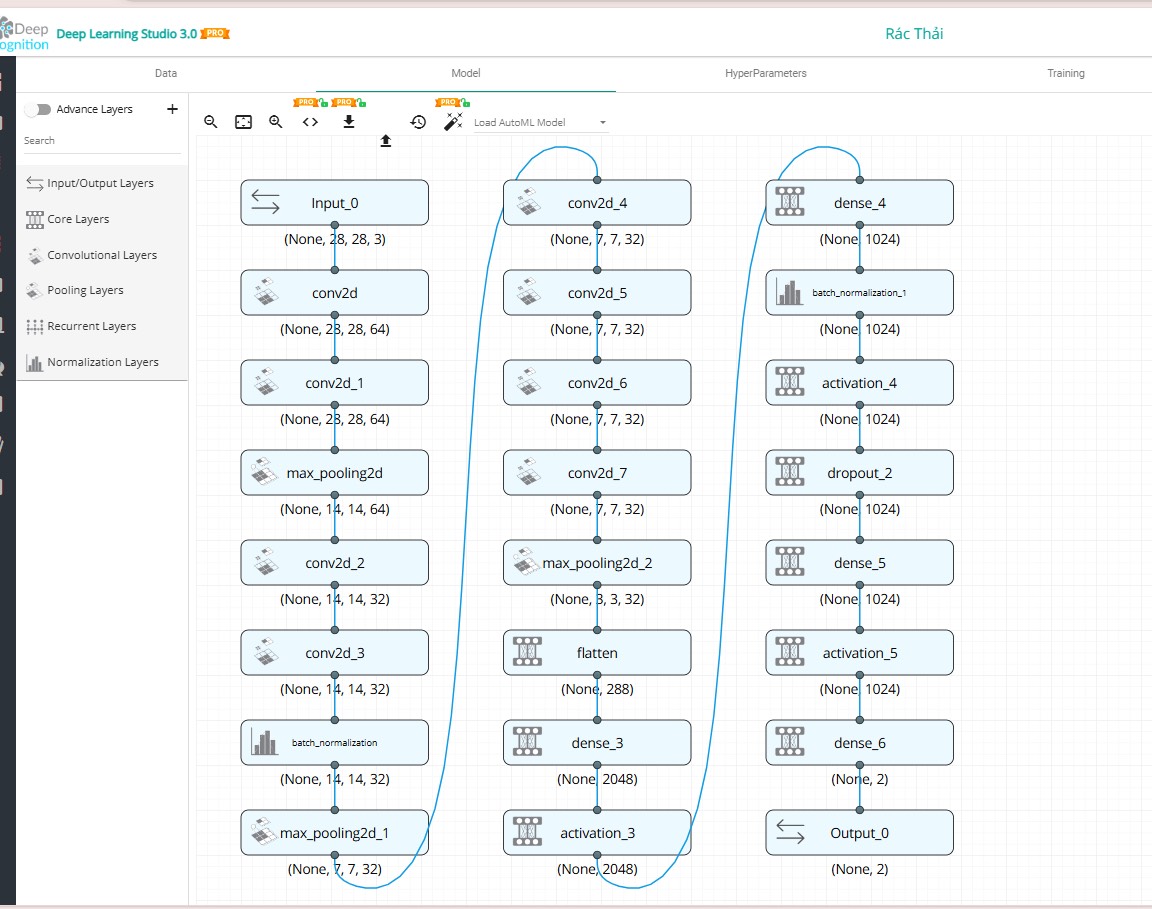 Deep
ognition
Deep Learning Studio 3.0 PRO
Rác Thải
Data
Model
HyperParameters
Training
Advance Layers +
Search
Input/Output Layers
Core Layers
Convolutional Layers
Pooling Layers
Recurrent Layers
Normalization Layers
PRO PRO PRO
Load AutoML Model
Input_0
(None, 28, 28, 3)
conv2d
(None, 28, 28, 64)
conv2d_1
(None, 28, 28, 64)
max_pooling2d
(None, 14, 14, 64)
conv2d_2
(None, 14, 14, 32)
conv2d_3
(None, 14, 14, 32)
batch_normalization
(None, 14, 14, 32)
max_pooling2d_1
(None, 7, 7, 32)
conv2d_4
(None, 7, 7, 32)
conv2d_5
(None, 7, 7, 32)
conv2d_6
(None, 7, 7, 32)
conv2d_7
(None, 7, 7, 32)
max_pooling2d_2
(None, 3, 3, 32)
flatten
(None, 288)
dense_3
(None, 2048)
activation_3
(None, 2048)
dense_4
(None, 1024)
batch_normalization_1
(None, 1024)
activation_4
(None, 1024)
dropout_2
(None, 1024)
dense_5
(None, 1024)
activation_5
(None, 1024)
dense_6
(None, 2)
Output_0
(None, 2)